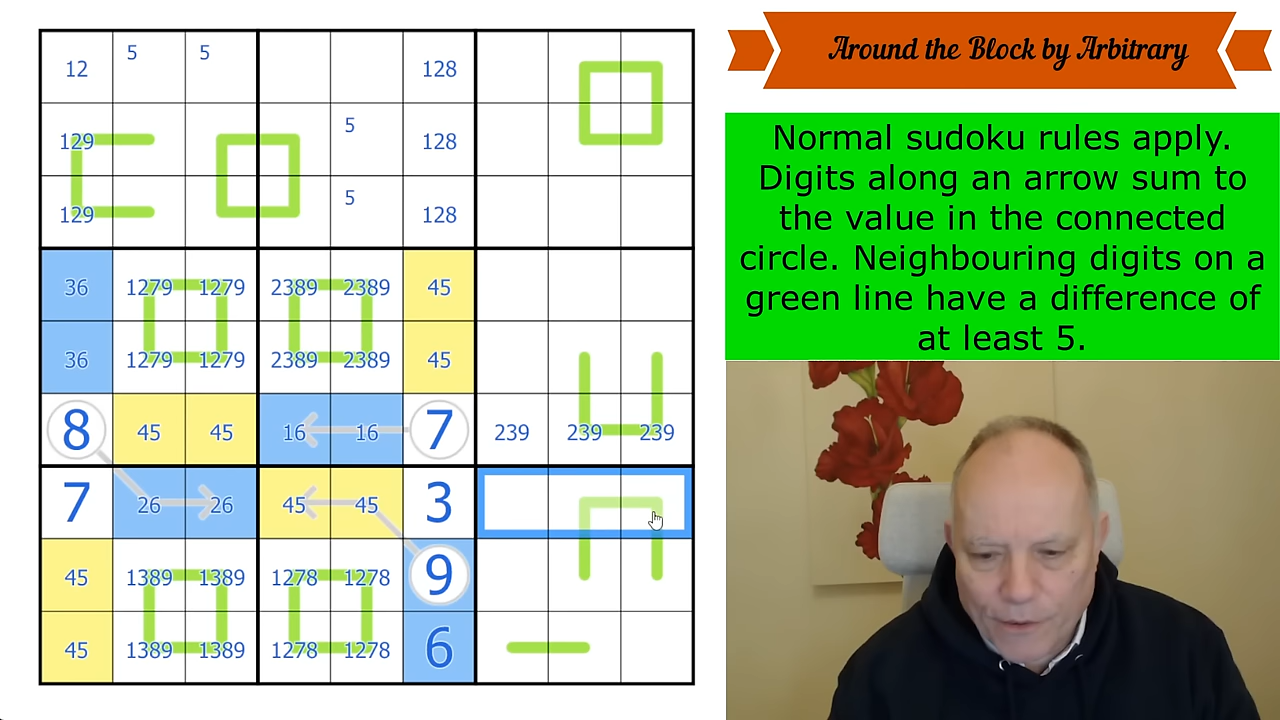 Around the Block by Arbitrary
Normal sudoku rules apply.
Digits along an arrow sum to
the value in the connected
circle. Neighbouring digits on a
green line have a difference of
at least 5.
12 5 5 128
129 5 128
129 5 128
36 1279 1279 2389 2389 45
36 1279 1279 2389 2389 45
8 45 45 16 16 7 239 239 239
7 26 26 45 45 3
45 1389 1389 1278 1278 9
45 1389 1389 1278 1278 6